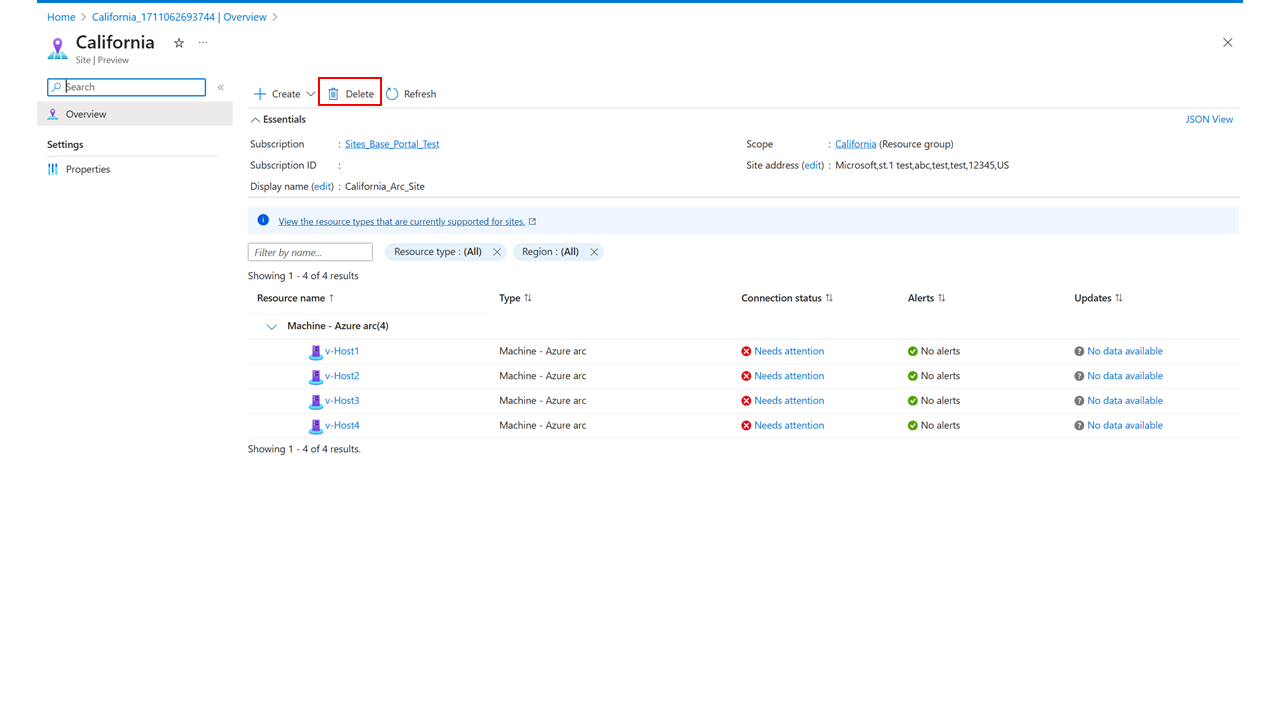 Home > California_1711062693744 | Overview >
California
Site | Preview
Search
Overview
Settings
Properties
Create
Delete
Refresh
Essentials
JSON View
Subscription : Sites_Base_Portal_Test
Scope : California (Resource group)
Subscription ID :
Site address (edit) : Microsoft,st.1 test,abc,test,test,12345,US
Display name (edit) : California_Arc_Site
View the resource types that are currently supported for sites.
Filter by name... Resource type : (All) Region : (All)
Showing 1 - 4 of 4 results
Resource name ↑ Type ↑↓ Connection status ↑↓ Alerts ↑↓ Updates ↑↓
Machine - Azure arc(4)
v-Host1 Machine - Azure arc Needs attention No alerts No data available
v-Host2 Machine - Azure arc Needs attention No alerts No data available
v-Host3 Machine - Azure arc Needs attention No alerts No data available
v-Host4 Machine - Azure arc Needs attention No alerts No data available
Showing 1 - 4 of 4 results.